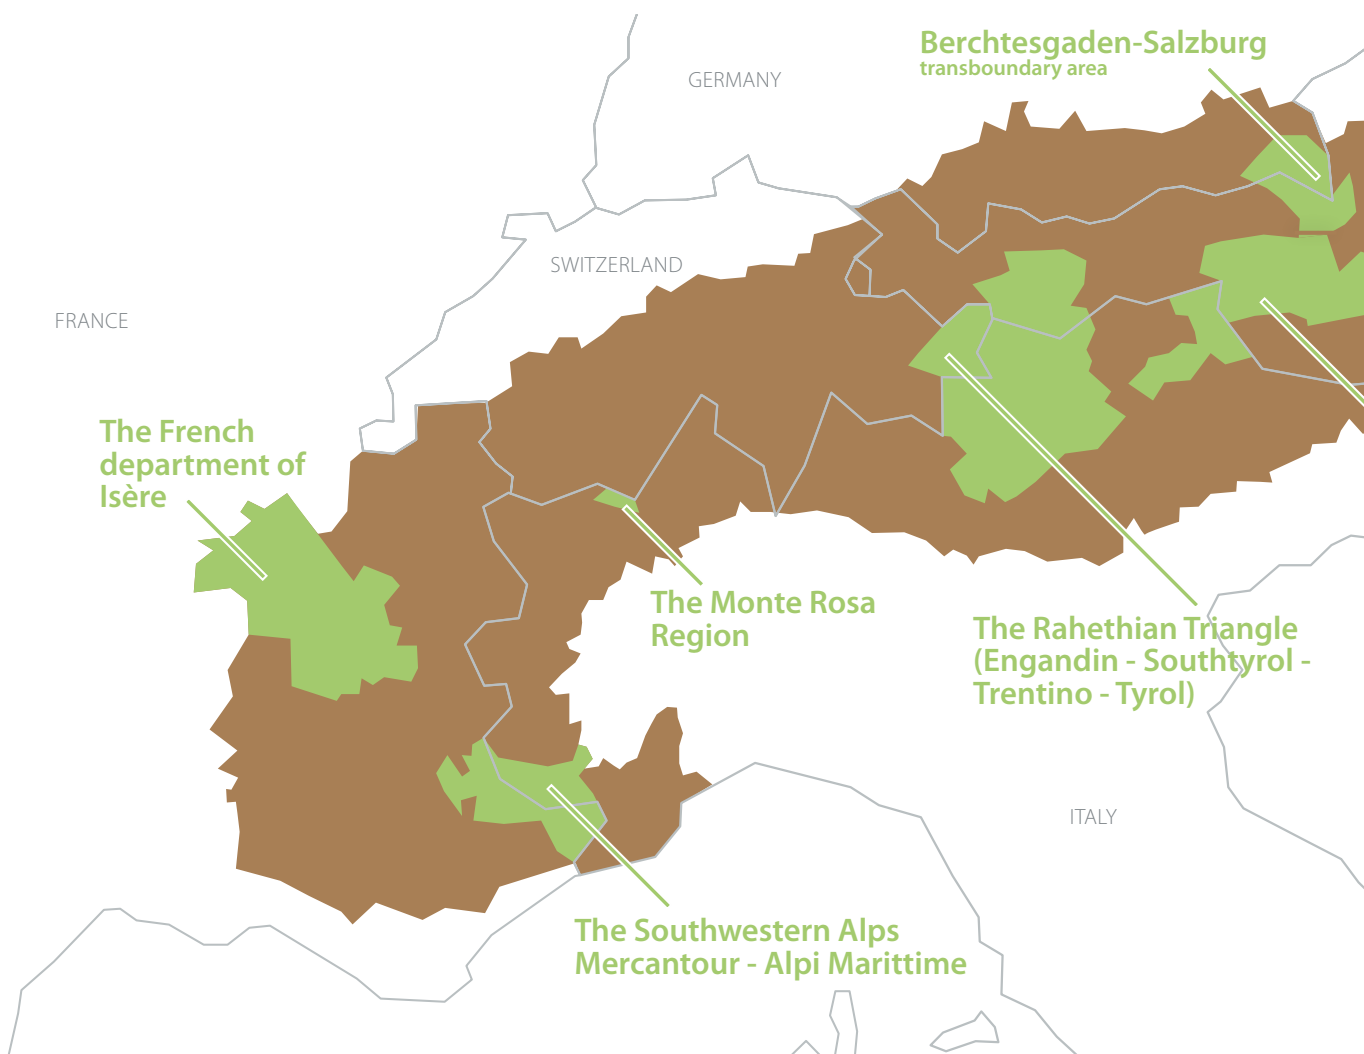 Berchtesgaden-Salzburg
transboundary area
GERMANY
SWITZERLAND
FRANCE
The French
department of
Isère
The Monte Rosa
Region
The Rahethian Triangle
(Engandin - Southtyrol -
Trentino - Tyrol)
ITALY
The Southwestern Alps
Mercantour - Alpi Marittime